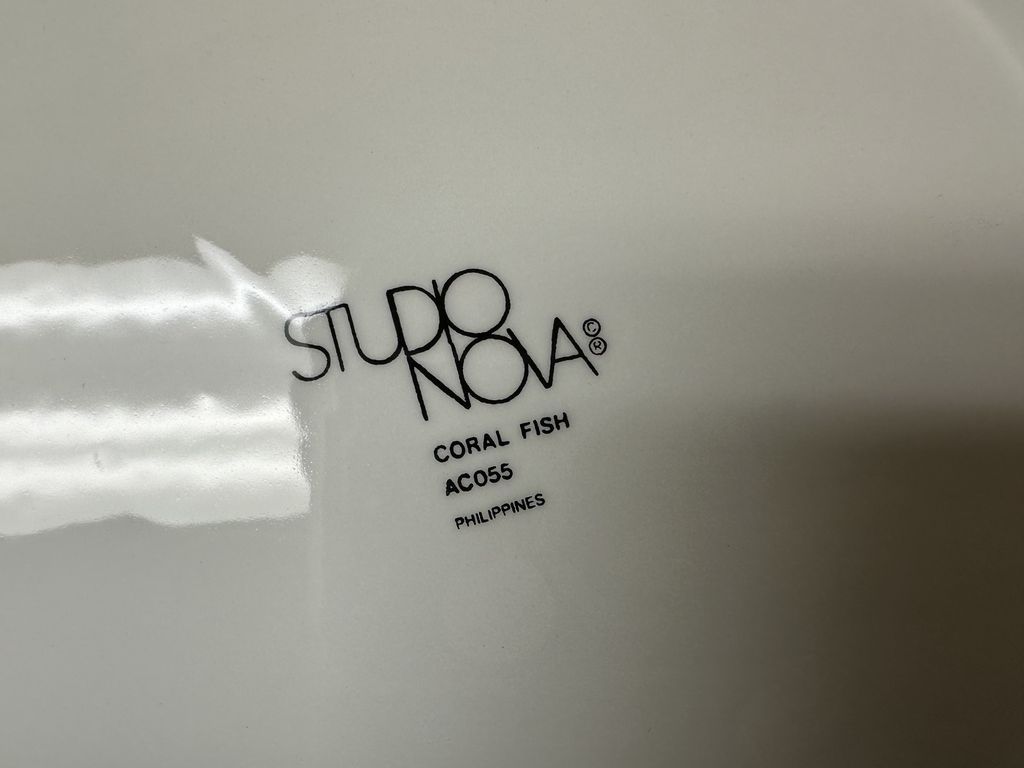 STUDIO
NOVA ©®
CORAL FISH
AC055
PHILIPPINES